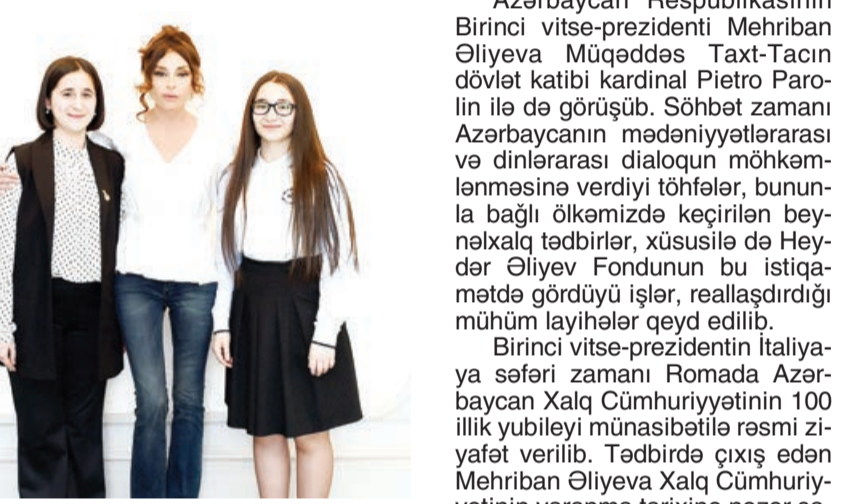 Azərbaycan Respublikasının
Birinci vitse-prezidenti Mehriban
Əliyeva Müqəddəs Taxt-Tacın
dövlət katibi kardinal Pietro Paro-
lin ilə də görüşüb. Söhbət zamanı
Azərbaycanın mədəniyyətlərarası
və dinlərarası dialoqun möhkəm-
lənməsinə verdiyi töhfələr, bunun-
la bağlı ölkəmizdə keçirilən bey-
nəlxalq tədbirlər, xüsusilə də Hey-
dər Əliyev Fondunun bu istiqa-
mətdə gördüyü işlər, reallaşdırdığı
mühüm layihələr qeyd edilib.
Birinci vitse-prezidentin İtaliya-
ya səfəri zamanı Romada Azər-
baycan Xalq Cümhuriyyətinin 100
illik yubileyi münasibətilə rəsmi zi-
yafət verilib. Tədbirdə çıxış edən
Mehriban Əliyeva Xalq Cümhuriy-